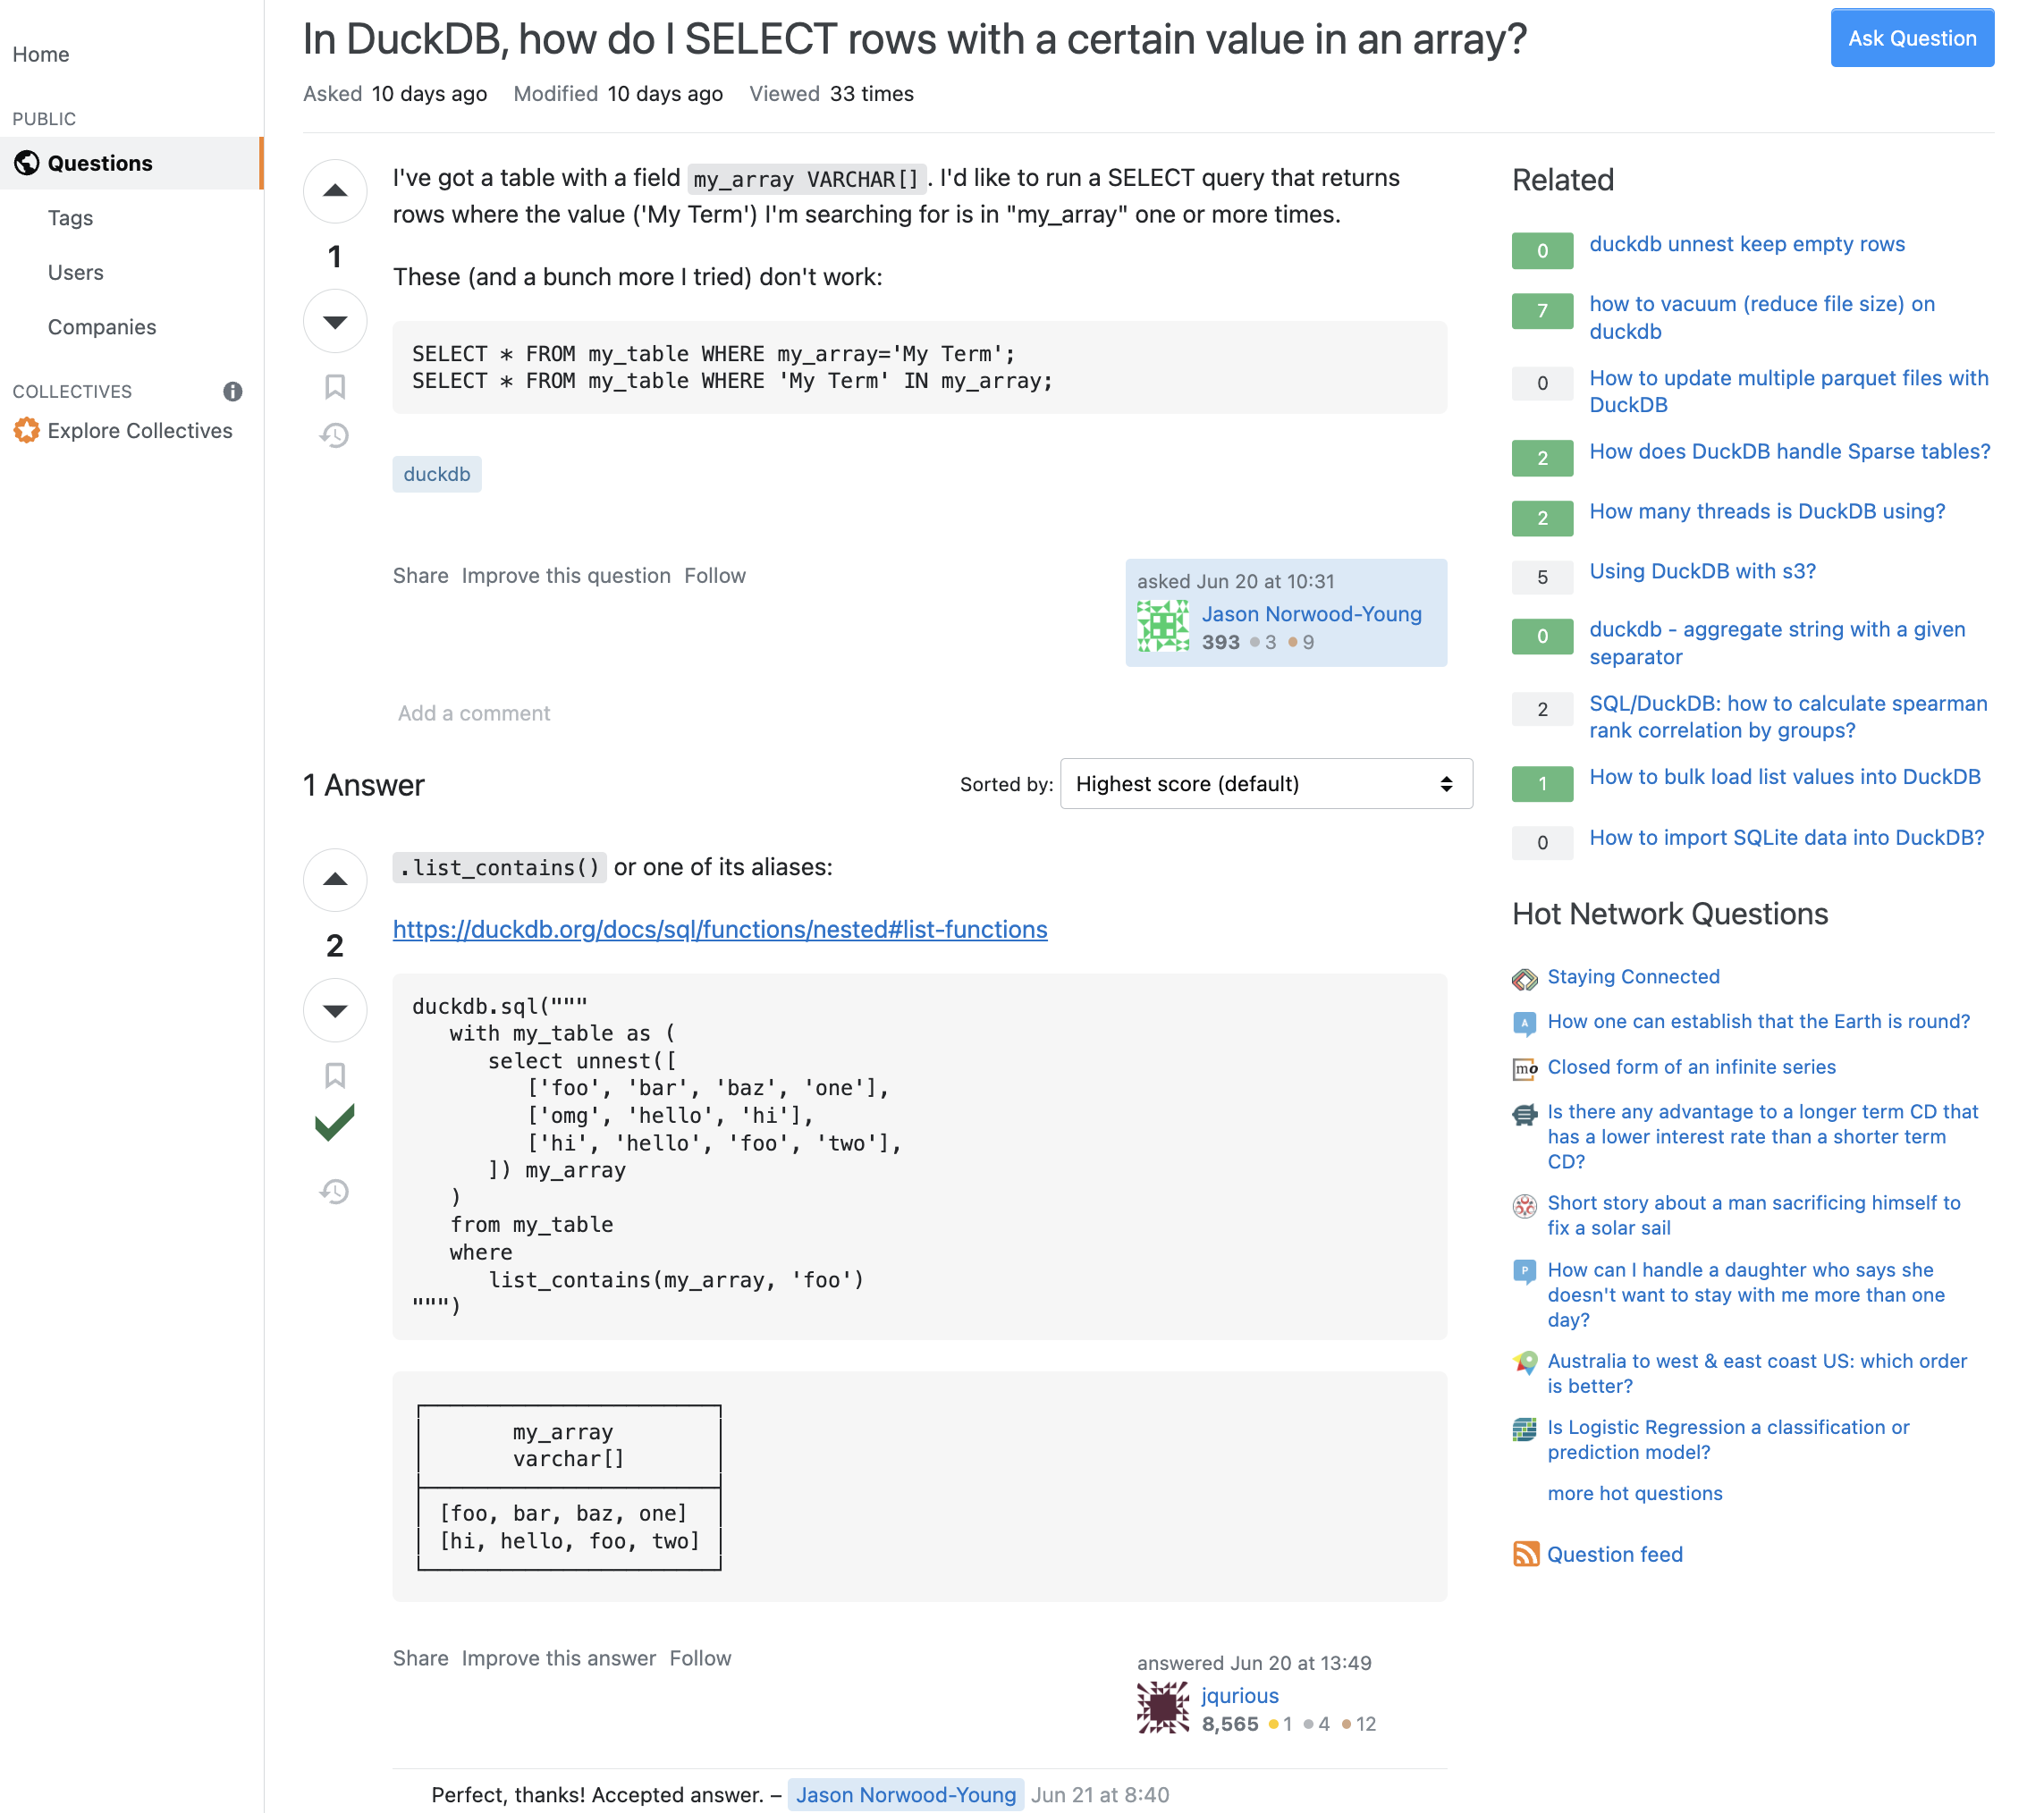 Home
PUBLIC
Questions
Tags
Users
Companies
COLLECTIVES
Explore Collectives
In DuckDB, how do I SELECT rows with a certain value in an array?
Ask Question
Asked 10 days ago Modified 10 days ago Viewed 33 times
1
I've got a table with a field my_array VARCHAR[]. I'd like to run a SELECT query that returns
rows where the value ('My Term') I'm searching for is in "my_array" one or more times.
These (and a bunch more I tried) don't work:
SELECT * FROM my_table WHERE my_array='My Term';
SELECT * FROM my_table WHERE 'My Term' IN my_array;
duckdb
Share Improve this question Follow
asked Jun 20 at 10:31
Jason Norwood-Young
393 3 9
Add a comment
1 Answer
Sorted by: Highest score (default)
2
.list_contains() or one of its aliases:
https://duckdb.org/docs/sql/functions/nested#list-functions
duckdb.sql("""
with my_table as (
select unnest([
['foo', 'bar', 'baz', 'one'],
['omg', 'hello', 'hi'],
['hi', 'hello', 'foo', 'two'],
]) my_array
)
from my_table
where
list_contains(my_array, 'foo')
""")
my_array
varchar[]
[foo, bar, baz, one]
[hi, hello, foo, two]
Share Improve this answer Follow
answered Jun 20 at 13:49
jqurious
8,565 1 4 12
Perfect, thanks! Accepted answer. – Jason Norwood-Young Jun 21 at 8:40
Related
0 duckdb unnest keep empty rows
7 how to vacuum (reduce file size) on
duckdb
0 How to update multiple parquet files with
DuckDB
2 How does DuckDB handle Sparse tables?
2 How many threads is DuckDB using?
5 Using DuckDB with s3?
0 duckdb - aggregate string with a given
separator
2 SQL/DuckDB: how to calculate spearman
rank correlation by groups?
1 How to bulk load list values into DuckDB
0 How to import SQLite data into DuckDB?
Hot Network Questions
Staying Connected
A How one can establish that the Earth is round?
mo Closed form of an infinite series
Is there any advantage to a longer term CD that
has a lower interest rate than a shorter term
CD?
Short story about a man sacrificing himself to
fix a solar sail
P How can I handle a daughter who says she
doesn't want to stay with me more than one
day?
Australia to west & east coast US: which order
is better?
Is Logistic Regression a classification or
prediction model?
more hot questions
Question feed